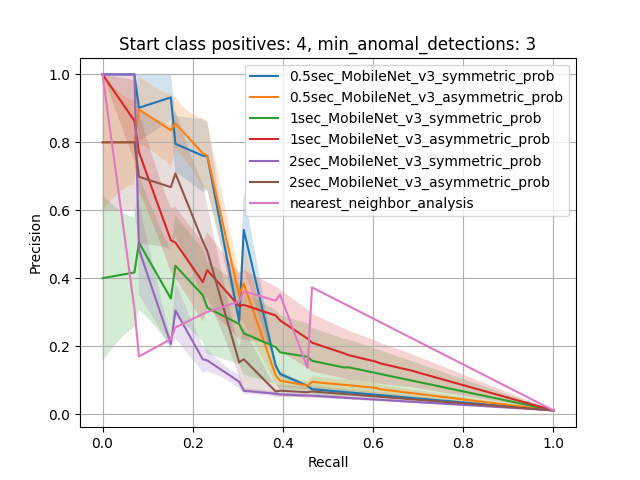 Start class positives: 4, min_anomal_detections: 3
1.0
0.8
0.6
0.4
0.2
0.0
Precision
0.5sec_MobileNet_v3_symmetric_prob
0.5sec_MobileNet_v3_asymmetric_prob
1sec_MobileNet_v3_symmetric_prob
1sec_MobileNet_v3_asymmetric_prob
2sec_MobileNet_v3_symmetric_prob
2sec_MobileNet_v3_asymmetric_prob
nearest_neighbor_analysis
0.0 0.2 0.4 0.6 0.8 1.0
Recall